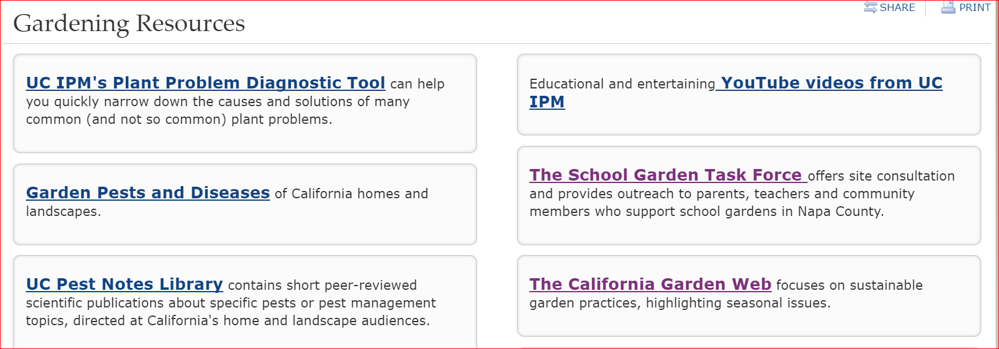 SHARE
PRINT
Gardening Resources
UC IPM's Plant Problem Diagnostic Tool can help
you quickly narrow down the causes and solutions of many
common (and not so common) plant problems.
Garden Pests and Diseases of California homes and
landscapes.
UC Pest Notes Library contains short peer-reviewed
scientific publications about specific pests or pest management
topics, directed at California's home and landscape audiences.
Educational and entertaining YouTube videos from UC
IPM
The School Garden Task Force offers site consultation
and provides outreach to parents, teachers and community
members who support school gardens in Napa County.
The California Garden Web focuses on sustainable
garden practices, highlighting seasonal issues.